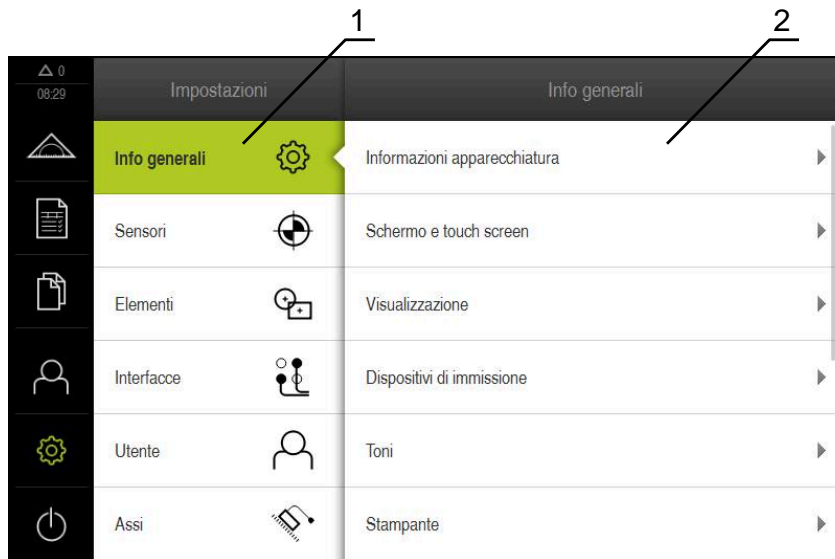 1
2
0
08:29
Impostazioni
Info generali
Info generali
Informazioni apparecchiatura
Sensori
Schermo e touch screen
Elementi
Visualizzazione
Interfacce
Dispositivi di immissione
Utente
Toni
Assi
Stampante